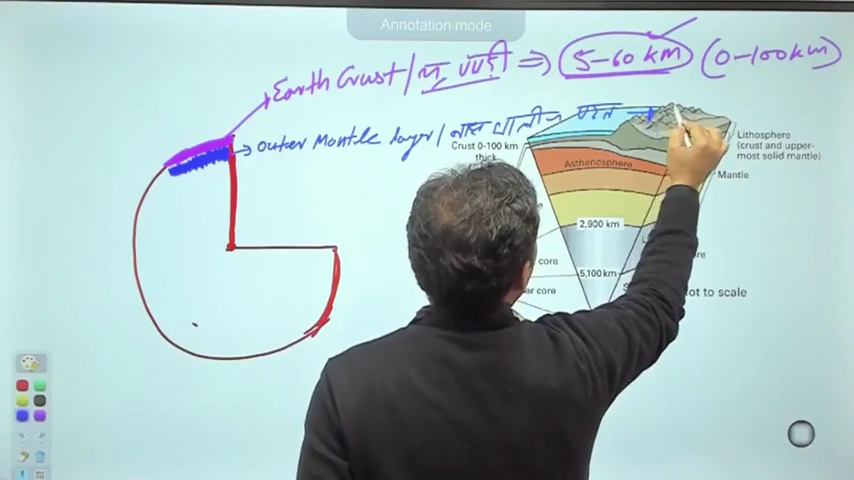 Annotation mode
Earth Crust / भू पर्पटी ⇒ 5-60 km (0-100km)
Outer Mantle layer /
Crust 0-100 km
thick
Asthenosphere
Lithosphere
(crust and upper-
most solid mantle)
Mantle
2,900 km
core
5,100 km
core
ot to scale